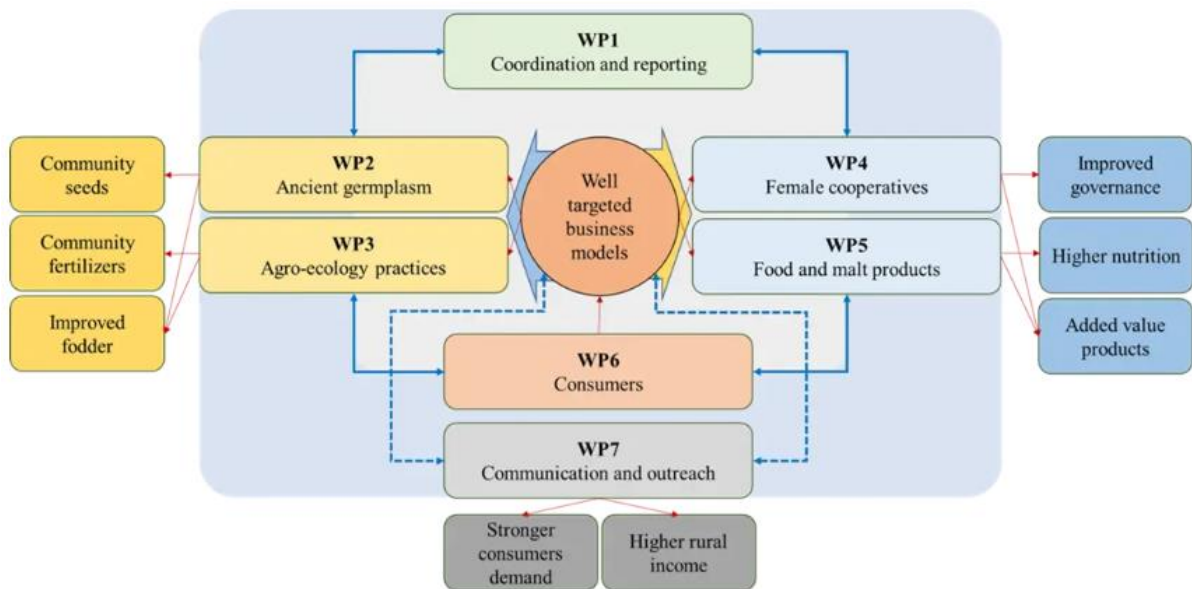 WP1
Coordination and reporting
Community
seeds
Community
fertilizers
Improved
fodder
WP2
Ancient germplasm
WP3
Agro-ecology practices
Well
targeted
business
models
WP4
Female cooperatives
WP5
Food and malt products
Improved
governance
Higher nutrition
Added value
products
WP6
Consumers
WP7
Communication and outreach
Stronger
consumers
demand
Higher rural
income